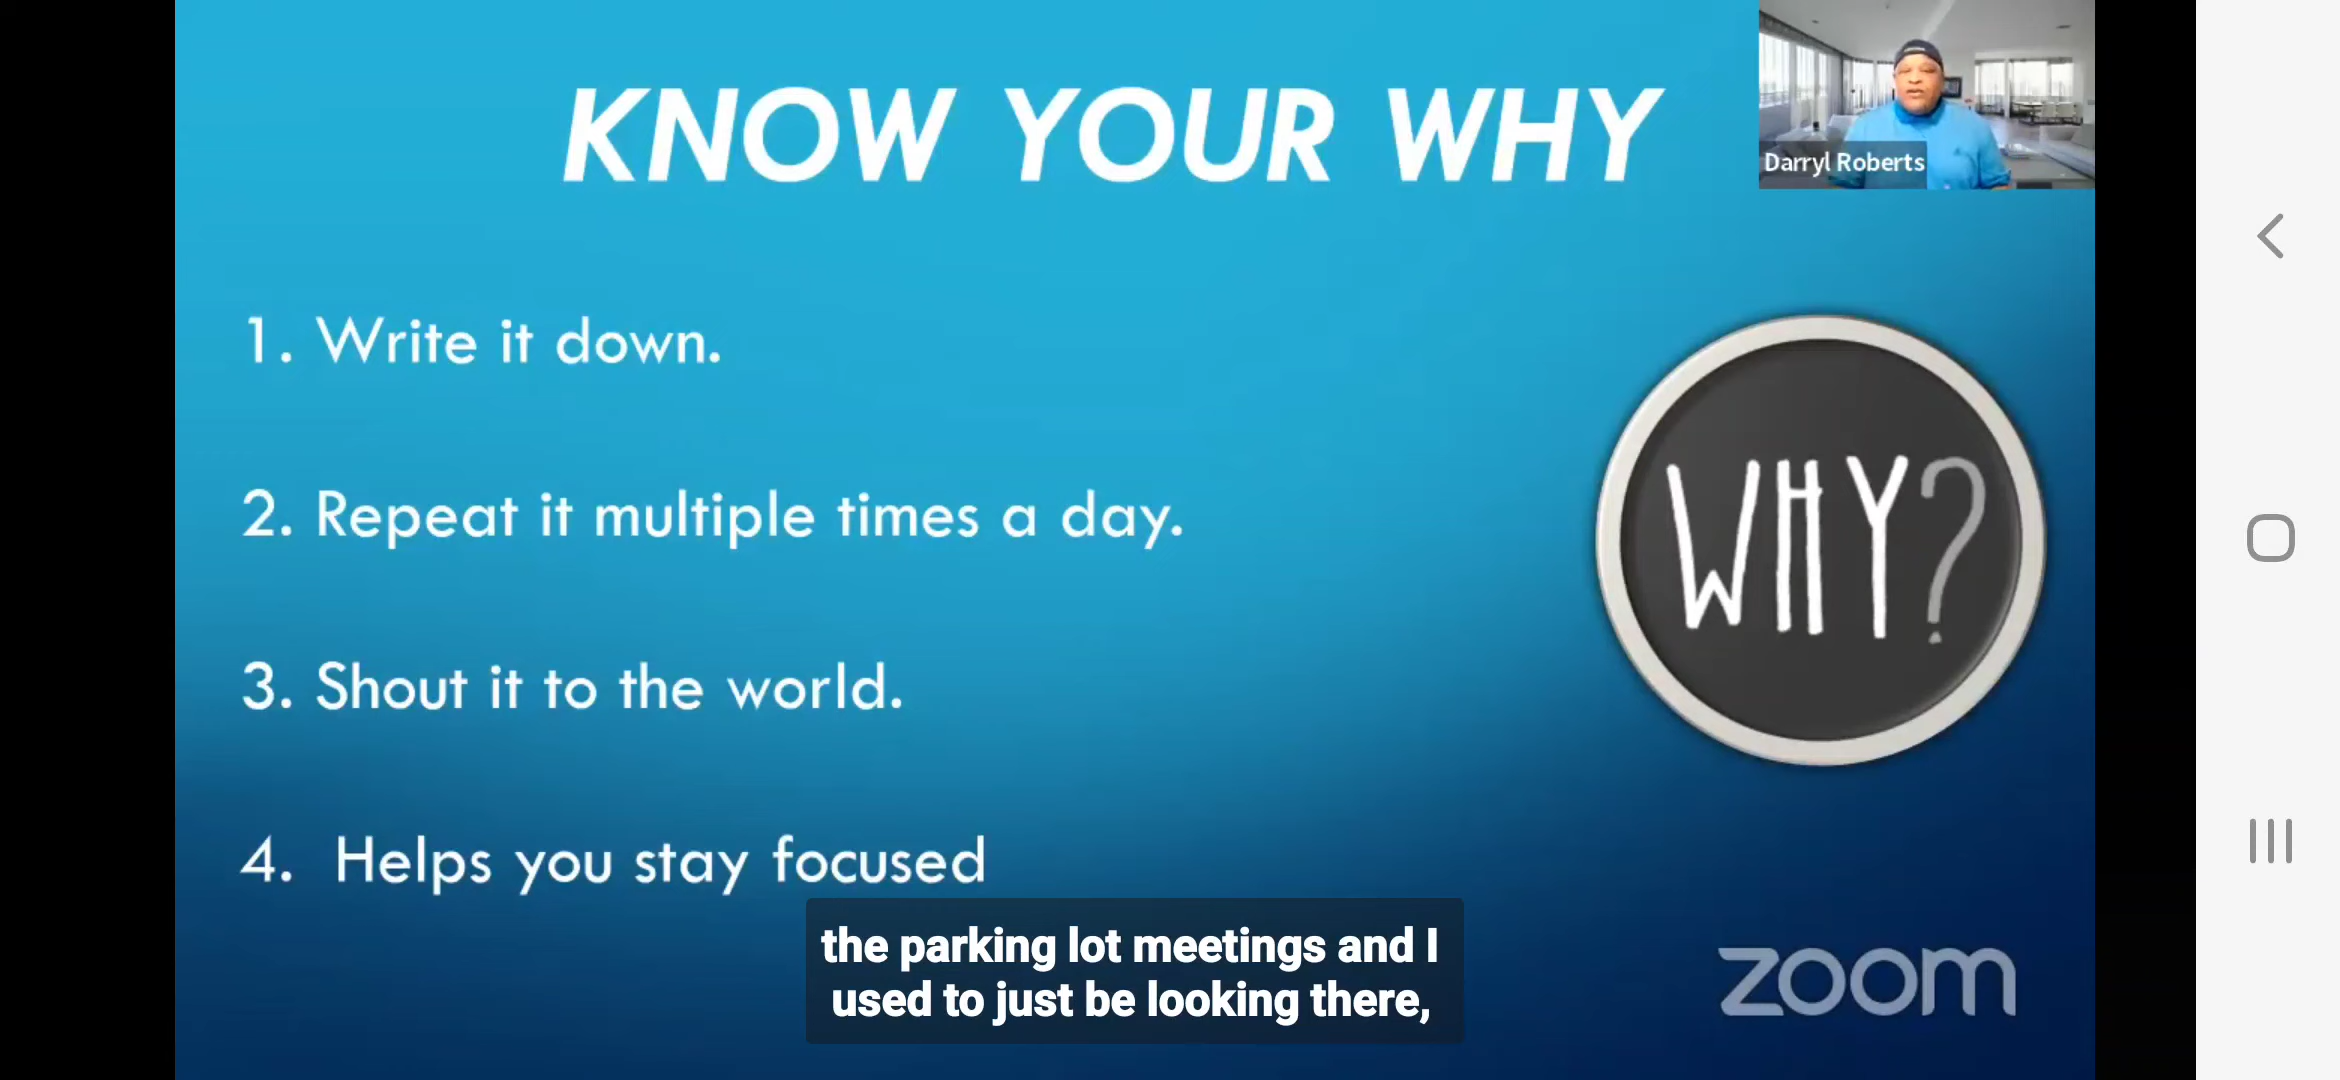 KNOW YOUR WHY
Darryl Roberts
1. Write it down.
2. Repeat it multiple times a day.
3. Shout it to the world.
4. Helps you stay focused
WHY?
the parking lot meetings and I
used to just be looking there,
zoom